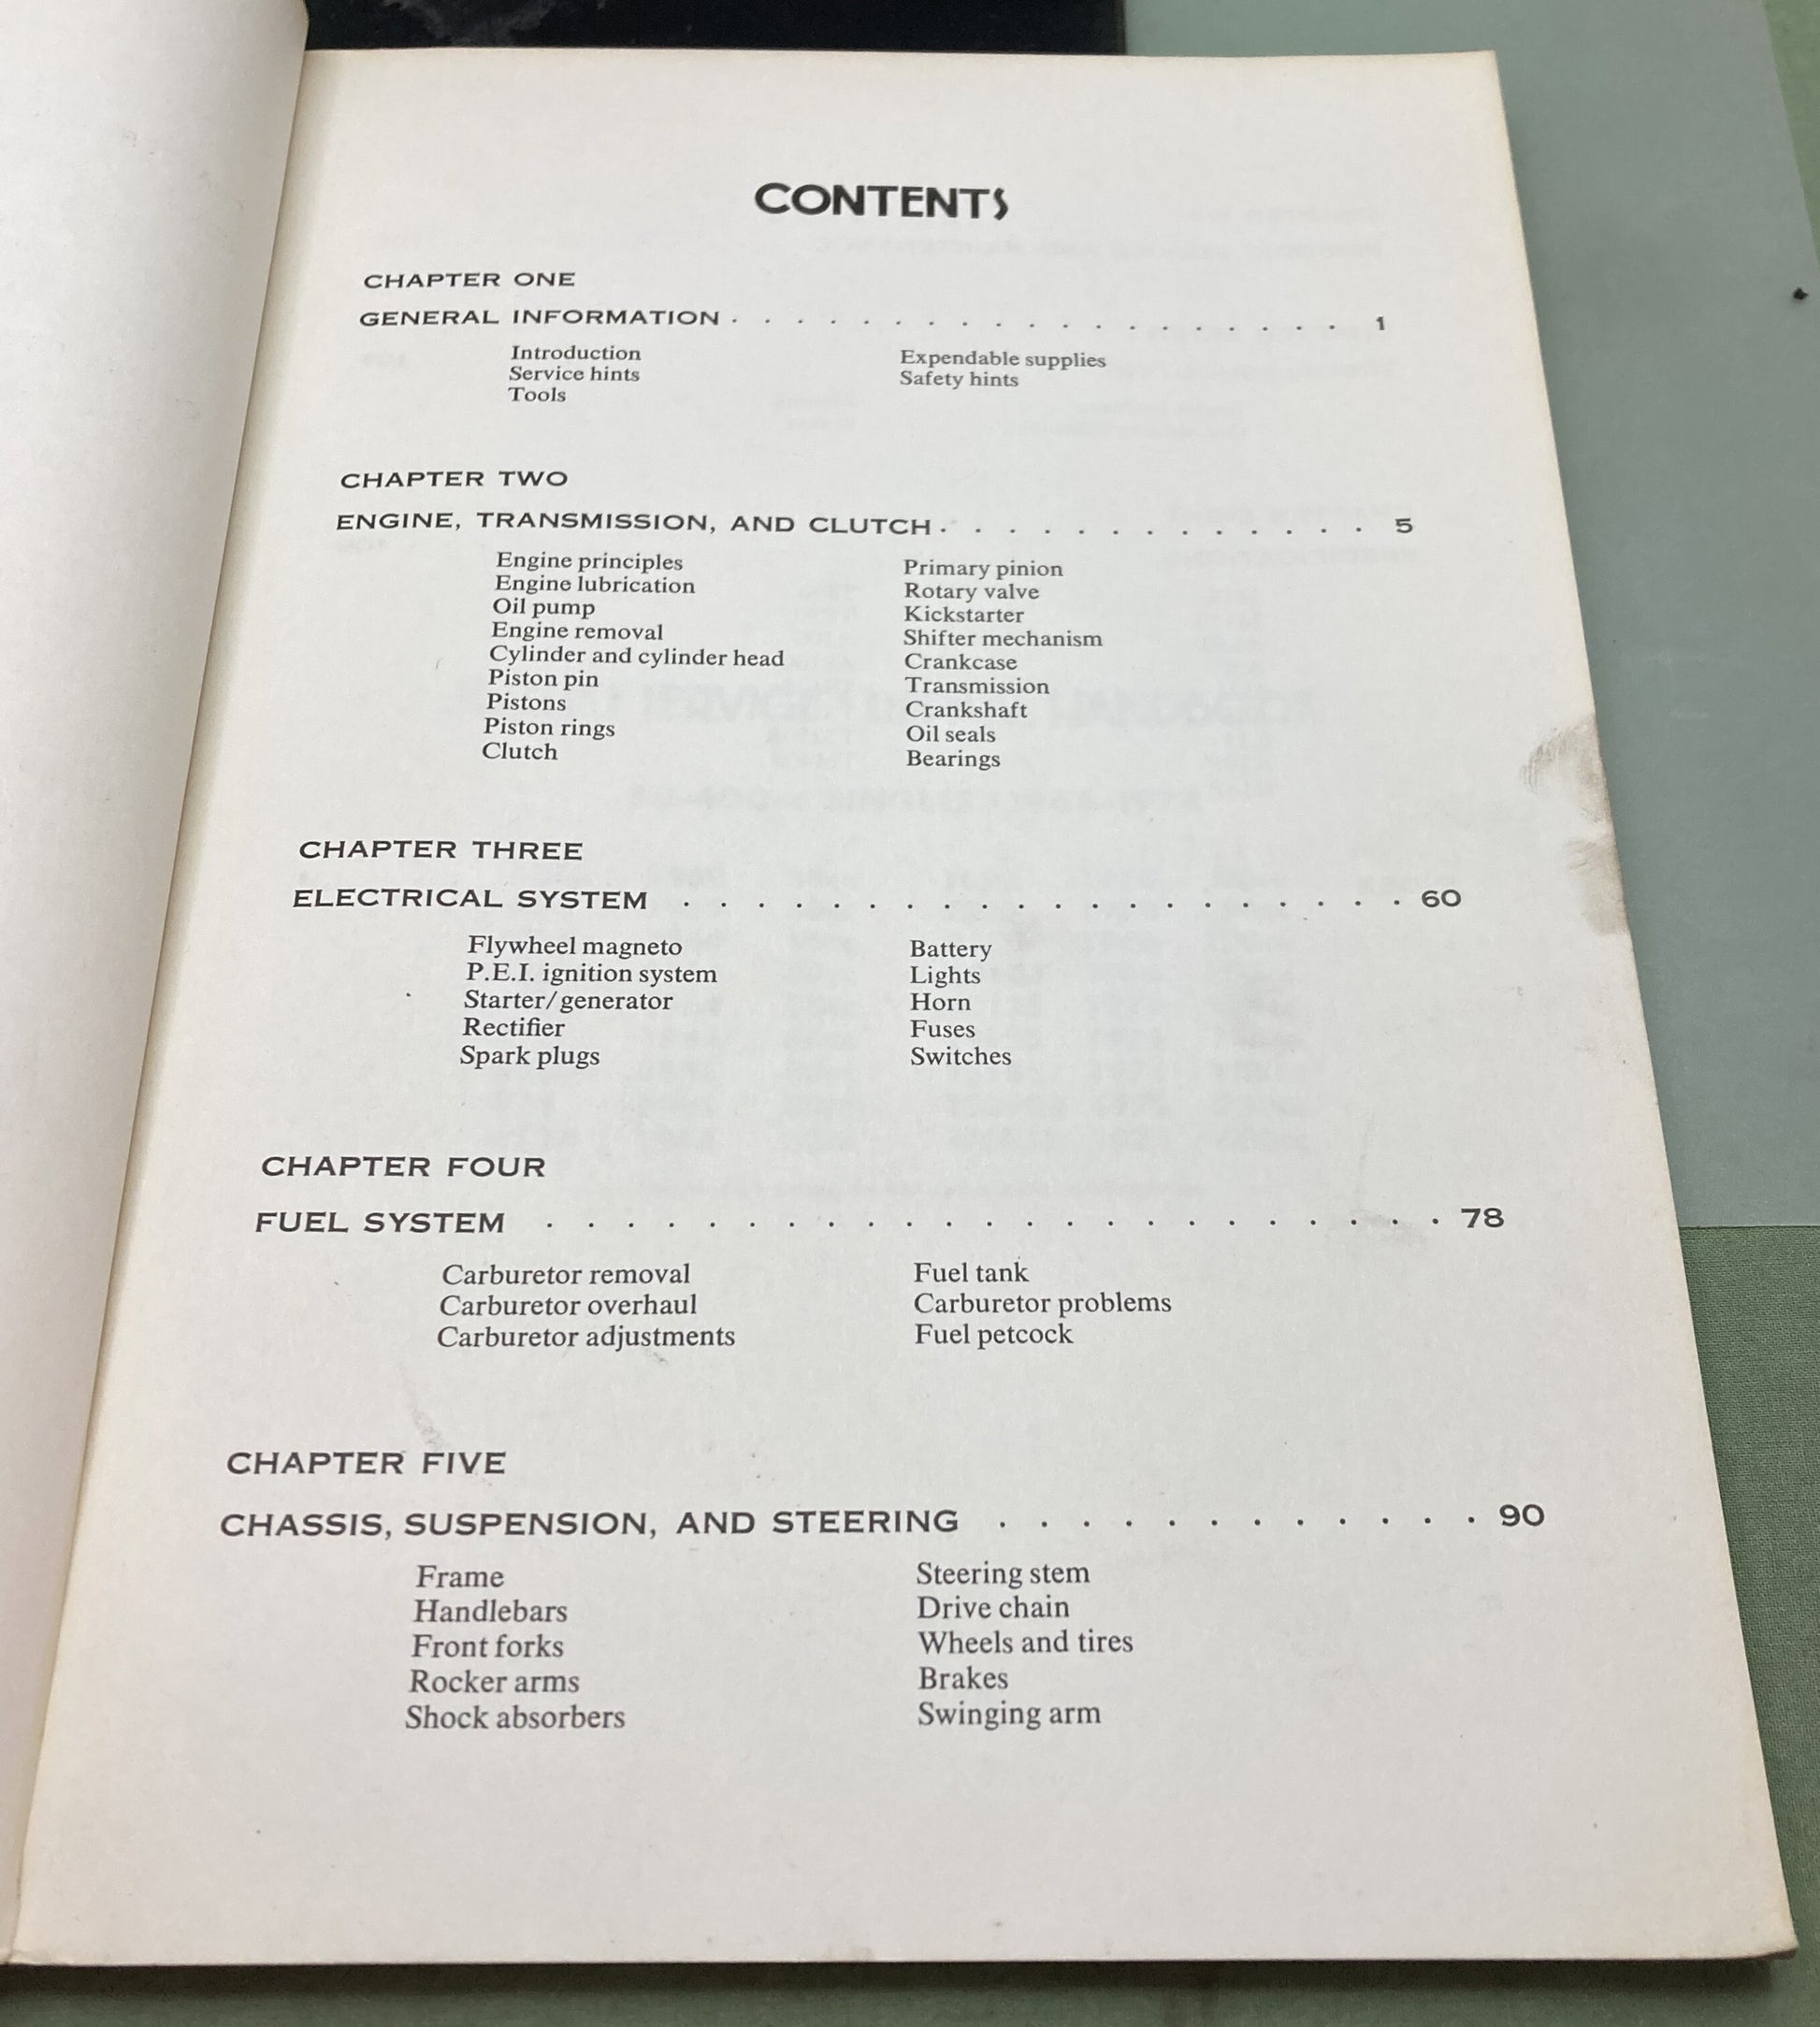 CONTENTS
CHAPTER ONE
GENERAL INFORMATION . . . . . . . . . . . . . . . . . . . 1
Introduction
Service hints
Tools
Expendable supplies
Safety hints
CHAPTER TWO
ENGINE, TRANSMISSION, AND CLUTCH . . . . . . . . . . . . . 5
Engine principles
Engine lubrication
Oil pump
Engine removal
Cylinder and cylinder head
Piston pin
Pistons
Piston rings
Clutch
Primary pinion
Rotary valve
Kickstarter
Shifter mechanism
Crankcase
Transmission
Crankshaft
Oil seals
Bearings
CHAPTER THREE
ELECTRICAL SYSTEM . . . . . . . . . . . . . . . . . . . . 60
Flywheel magneto
P.E.I. ignition system
Starter/generator
Rectifier
Spark plugs
Battery
Lights
Horn
Fuses
Switches
CHAPTER FOUR
FUEL SYSTEM . . . . . . . . . . . . . . . . . . . . . . . 78
Carburetor removal
Carburetor overhaul
Carburetor adjustments
Fuel tank
Carburetor problems
Fuel petcock
CHAPTER FIVE
CHASSIS, SUSPENSION, AND STEERING . . . . . . . . . . . . 90
Frame
Handlebars
Front forks
Rocker arms
Shock absorbers
Steering stem
Drive chain
Wheels and tires
Brakes
Swinging arm